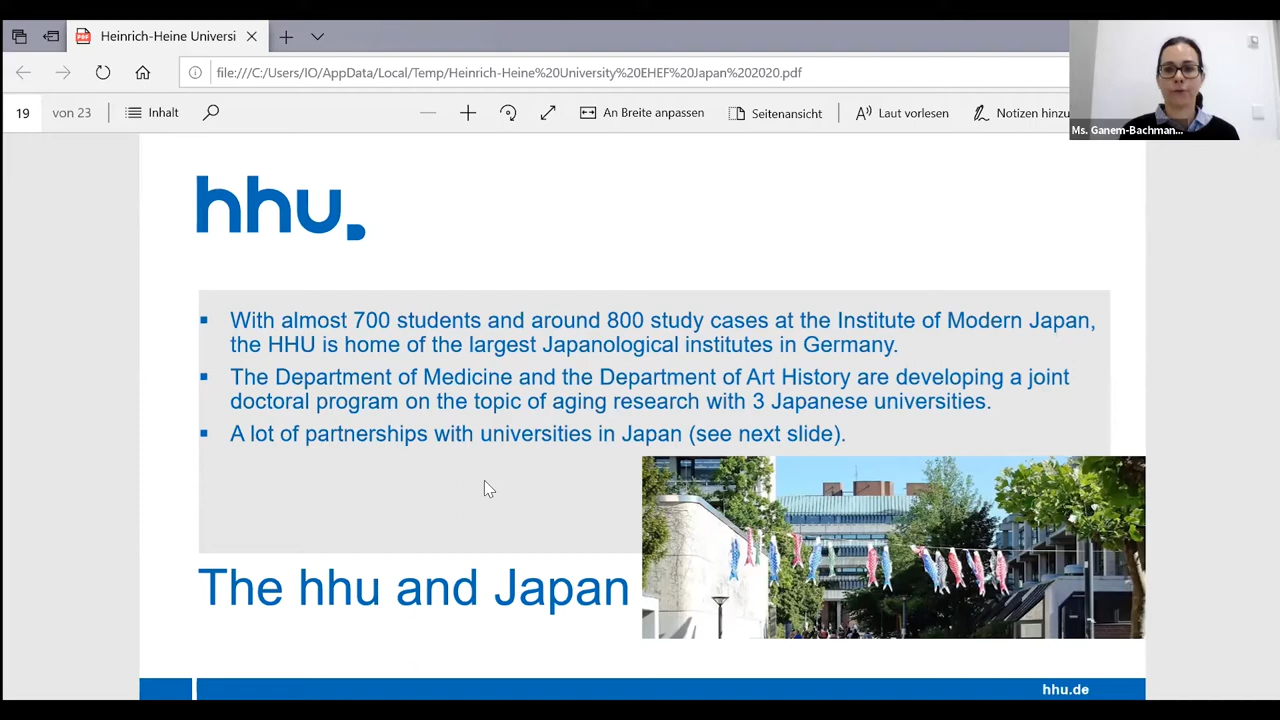 Heinrich-Heine Universi
file:///C:/Users/IO/AppData/Local/Temp/Heinrich-Heine%20University%20EHEF%20Japan%202020.pdf
19 von 23 Inhalt An Breite anpassen Seitenansicht Laut vorlesen Notizen hinzu
Ms. Ganem-Bachman...
hhu.
▪ With almost 700 students and around 800 study cases at the Institute of Modern Japan,
the HHU is home of the largest Japanological institutes in Germany.
▪ The Department of Medicine and the Department of Art History are developing a joint
doctoral program on the topic of aging research with 3 Japanese universities.
▪ A lot of partnerships with universities in Japan (see next slide).
The hhu and Japan
hhu.de